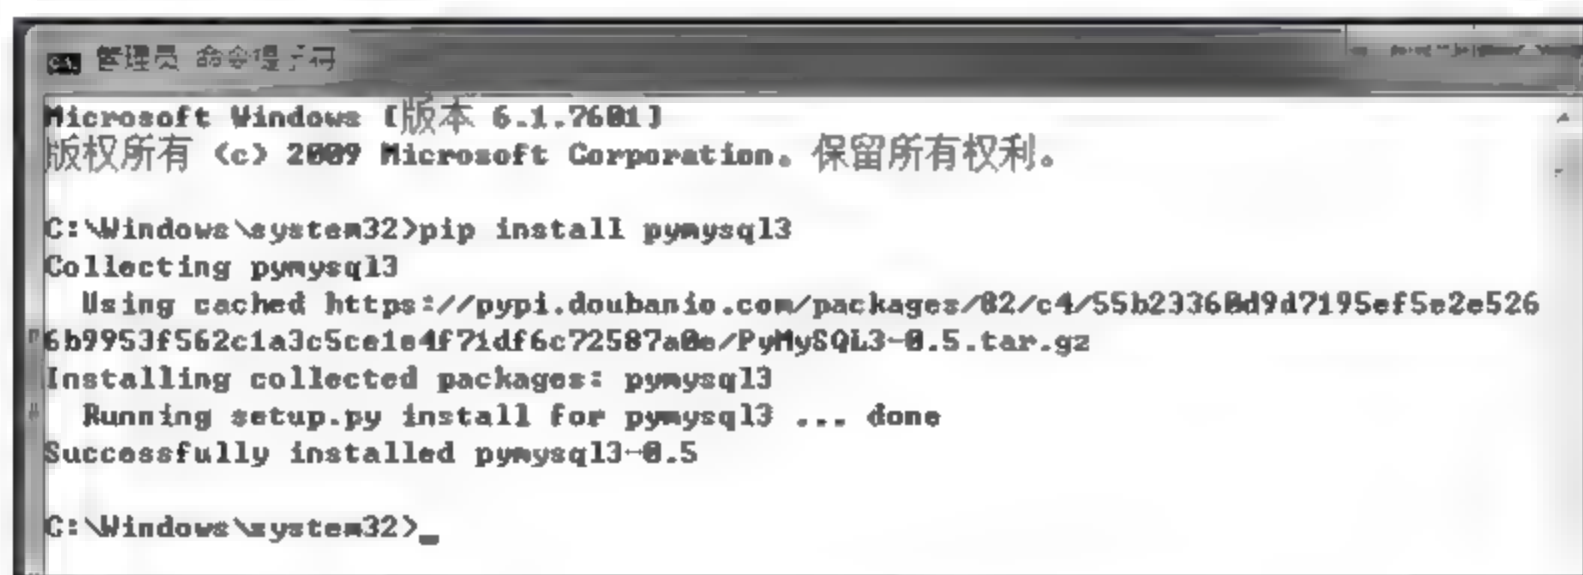 管理员 命令提示符
Microsoft Windows [版本 6.1.7601]
版权所有 (c) 2009 Microsoft Corporation。保留所有权利。
C:\Windows\system32>pip install pymysql3
Collecting pymysql3
Using cached https://pypi.doubanio.com/packages/82/c4/55b23360d9d7195ef5e2e526
6b9953f562c1a3c5ce1e4f71df6c72587a0e/PyMySQL3-0.5.tar.gz
Installing collected packages: pymysql3
Running setup.py install for pymysql3 ... done
Successfully installed pymysql3-0.5
C:\Windows\system32>_